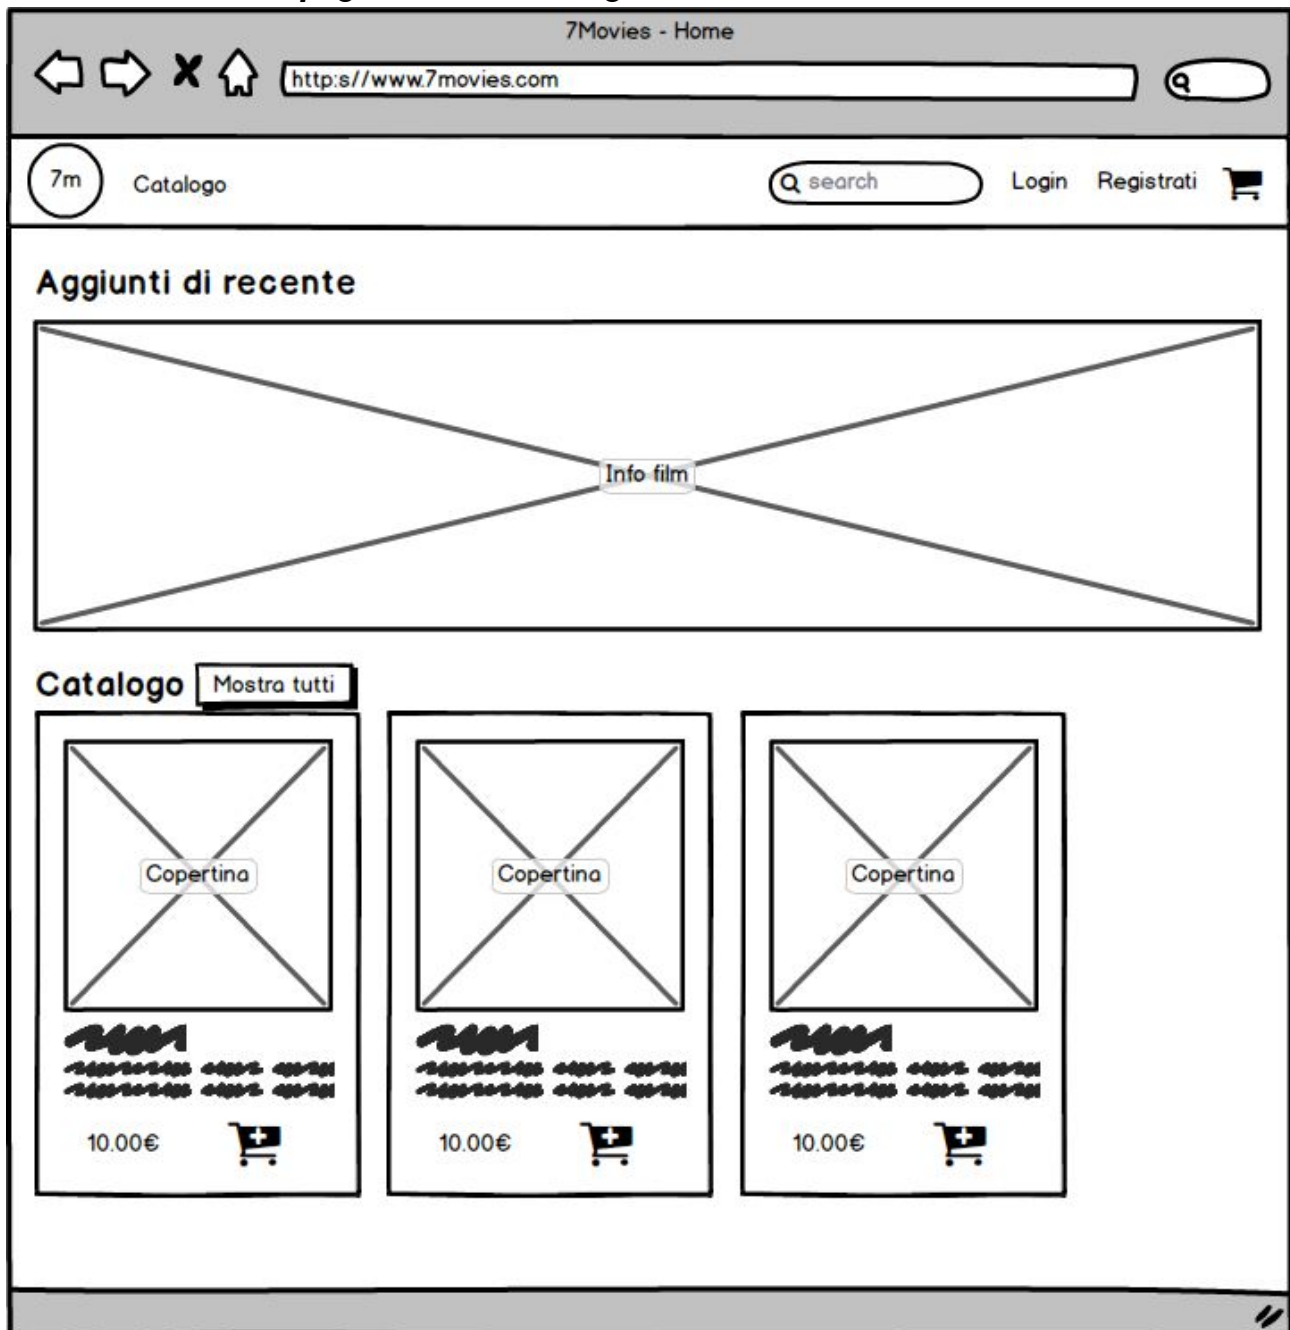 7Movies - Home
http:s//www.7movies.com
7m Catalogo search Login Registrati
Aggiunti di recente
Info film
Catalogo Mostra tutti
Copertina Copertina Copertina
10.00€ 10.00€ 10.00€